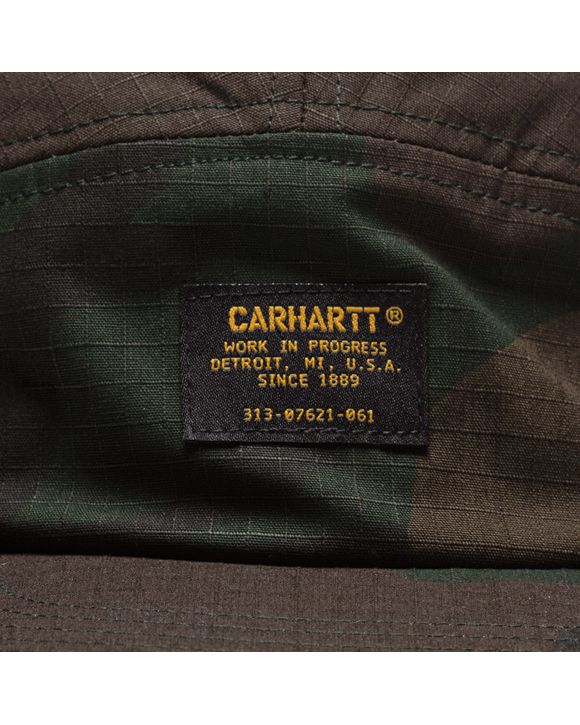 CARHARTT®
WORK IN PROGRESS
DETROIT, MI, U.S.A.
SINCE 1889
313-07621-061